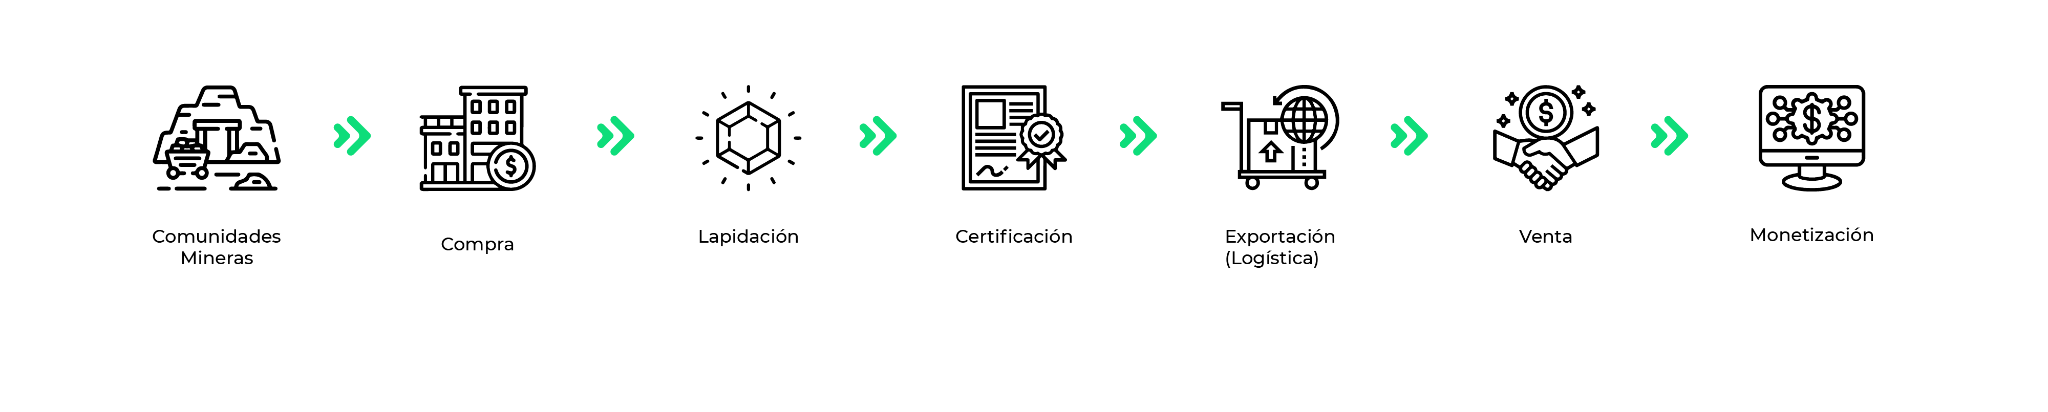 Comunidades
Mineras
Compra
Lapidación
Certificación
Exportación
(Logística)
Venta
Monetización